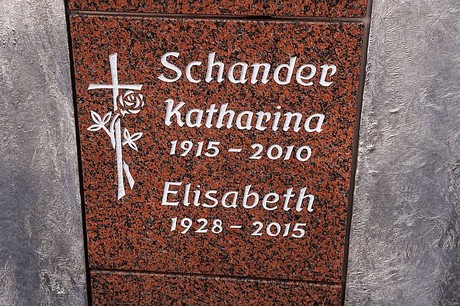 Schander
Katharina
1915 – 2010
Elisabeth
1928 – 2015